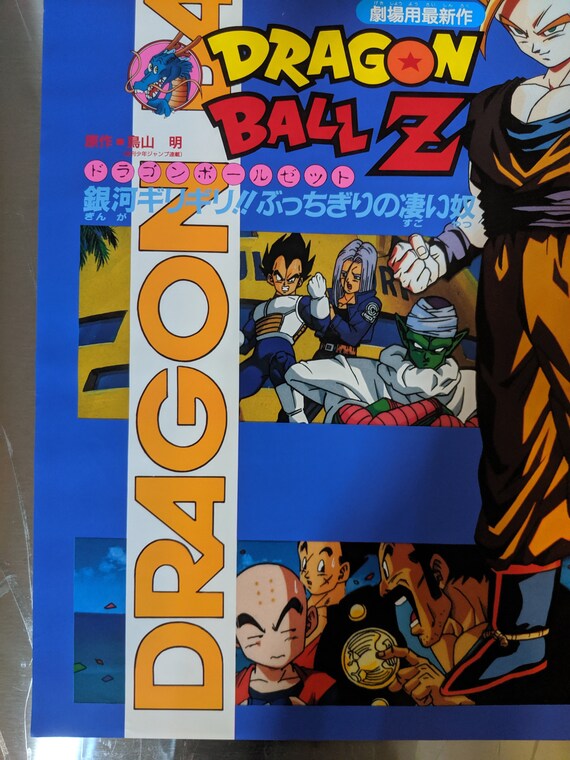 劇場用最新作
DRAGON
BALL Z
原作■鳥山 明
ドラゴンボールゼット
銀河ギリギリ!!ぶっちぎりの凄い奴
ぎんが
すご
DRAGON